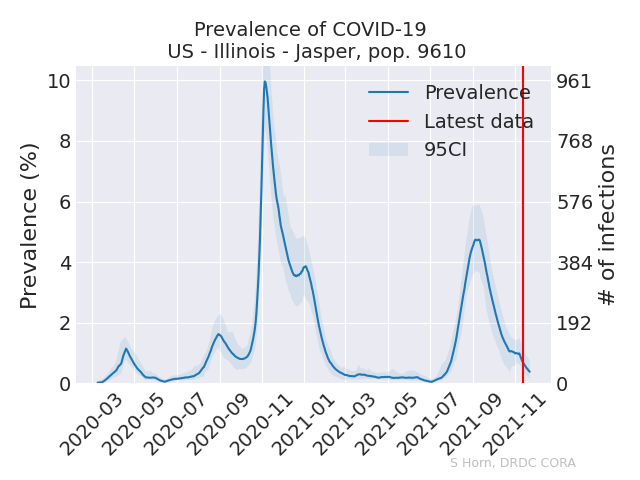 Prevalence of COVID-19
US - Illinois - Jasper, pop. 9610
Prevalence (%)
10
8
6
4
2
0
961
768
576
384
192
0
# of infections
Prevalence
Latest data
95CI
2020-03
2020-05
2020-07
2020-09
2020-11
2021-01
2021-03
2021-05
2021-07
2021-09
2021-11
S Horn, DRDC CORA